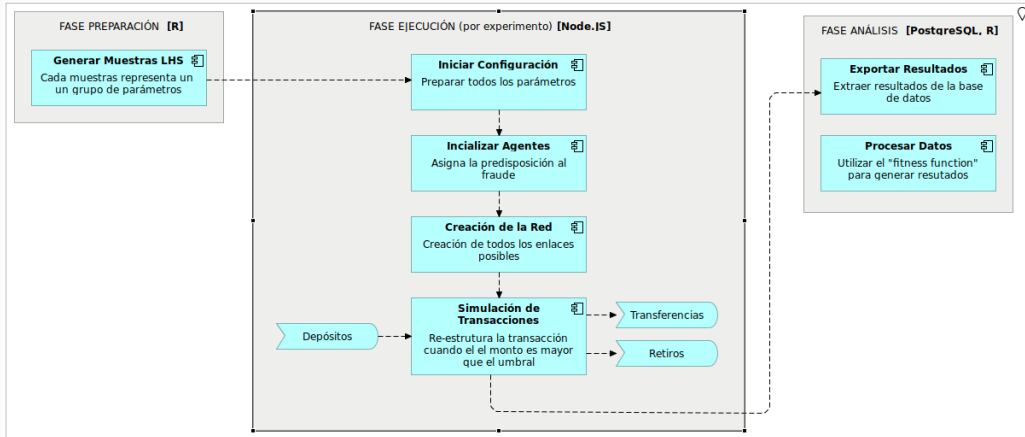 FASE PREPARACIÓN [R]
Generar Muestras LHS
Cada muestras representa un
un grupo de parámetros
FASE EJECUCIÓN (por experimento) [Node.JS]
Iniciar Configuración
Preparar todos los parámetros
Incializar Agentes
Asigna la predisposición al
fraude
Creación de la Red
Creación de todos los enlaces
posibles
Depósitos
Simulación de
Transacciones
Re-estrutura la transacción
cuando el el monto es mayor
que el umbral
Transferencias
Retiros
FASE ANÁLISIS [PostgreSQL, R]
Exportar Resultados
Extraer resultados de la base
de datos
Procesar Datos
Utilizar el "fitness function"
para generar resutados